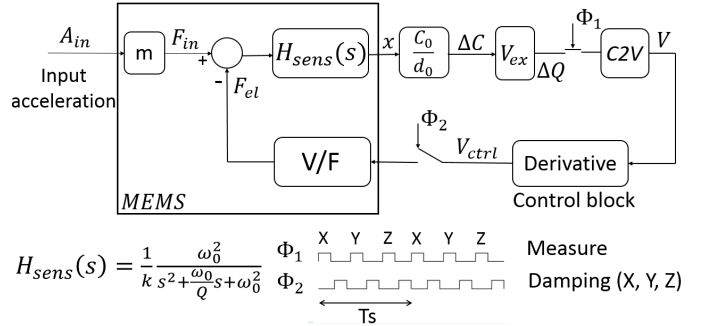 A_in
Input
acceleration
m
F_in
+
-
F_el
H_sens(s)
x
C_0
d_0
ΔC
V_ex
ΔQ
Φ_1
C2V
V
V/F
Φ_2
V_ctrl
Derivative
Control block
MEMS
H_sens(s) = 1/k ω_0^2/(s^2+ω_0/Q s+ω_0^2)
Φ_1 X Y Z X Y Z Measure
Φ_2 Damping (X, Y, Z)
Ts